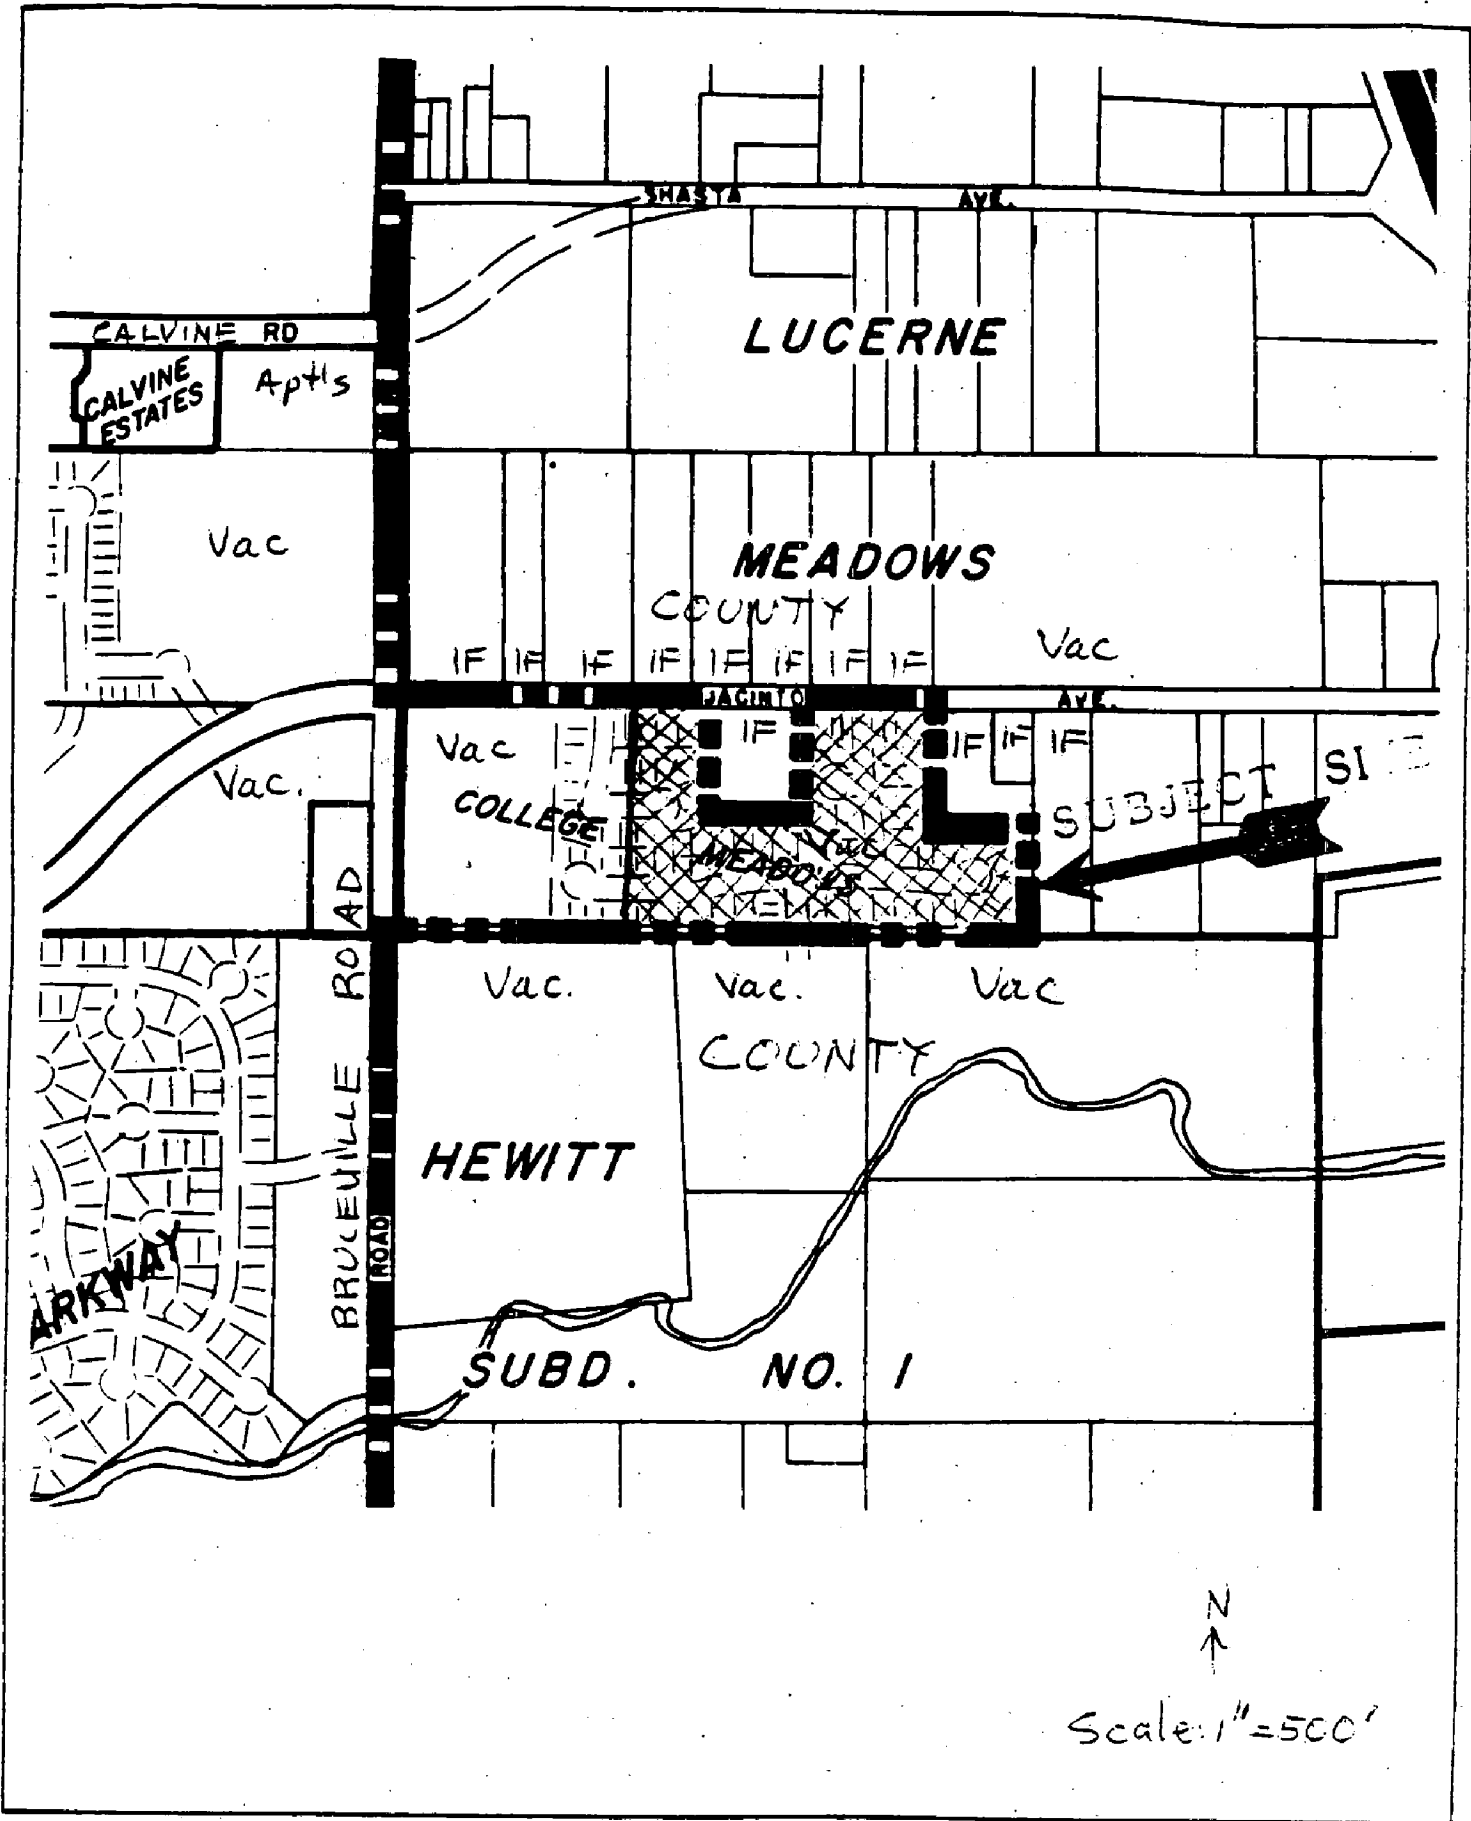 SHASTA AVE.
CALVINE RD
LUCERNE
CALVINE
ESTATES
Apt's
Vac
MEADOWS
COUNTY
Vac
IF IF IF IF IF IF IF IF
JACINTO AVE.
Vac
IF
IF IF IF
Vac.
SUBJECT SITE
COLLEGE
Vac
MEADOWS
Vac. Vac. Vac
COUNTY
BRUCEVILLE ROAD
HEWITT
ROAD
ARKWAY
SUBD. NO. 1
N
Scale: 1"=500'